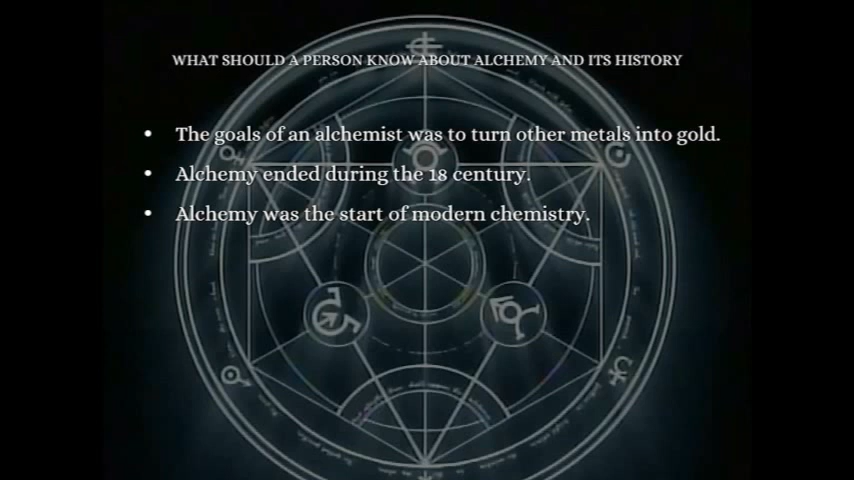 WHAT SHOULD A PERSON KNOW ABOUT ALCHEMY AND ITS HISTORY
• The goals of an alchemist was to turn other metals into gold.
• Alchemy ended during the 18 century.
• Alchemy was the start of modern chemistry.